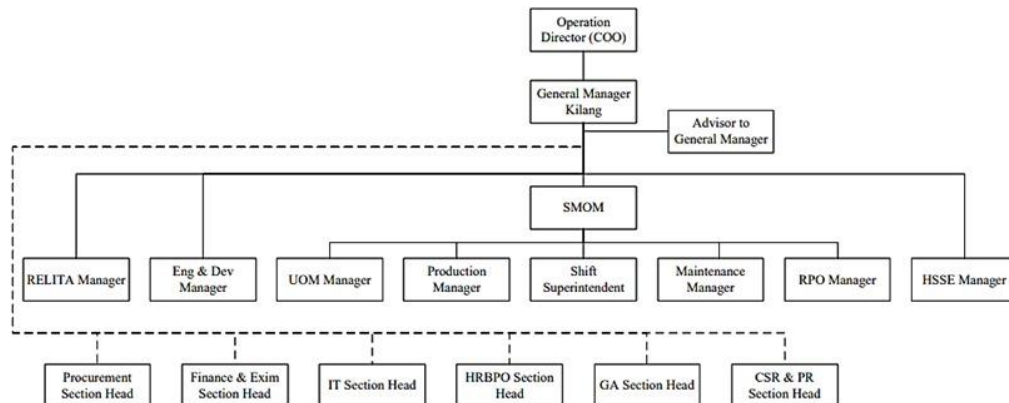 Operation
Director (COO)
General Manager
Kilang
Advisor to
General Manager
SMOM
RELITA Manager
Eng & Dev
Manager
UOM Manager
Production
Manager
Shift
Superintendent
Maintenance
Manager
RPO Manager
HSSE Manager
Procurement
Section Head
Finance & Exim
Section Head
IT Section Head
HRBPO Section
Head
GA Section Head
CSR & PR
Section Head